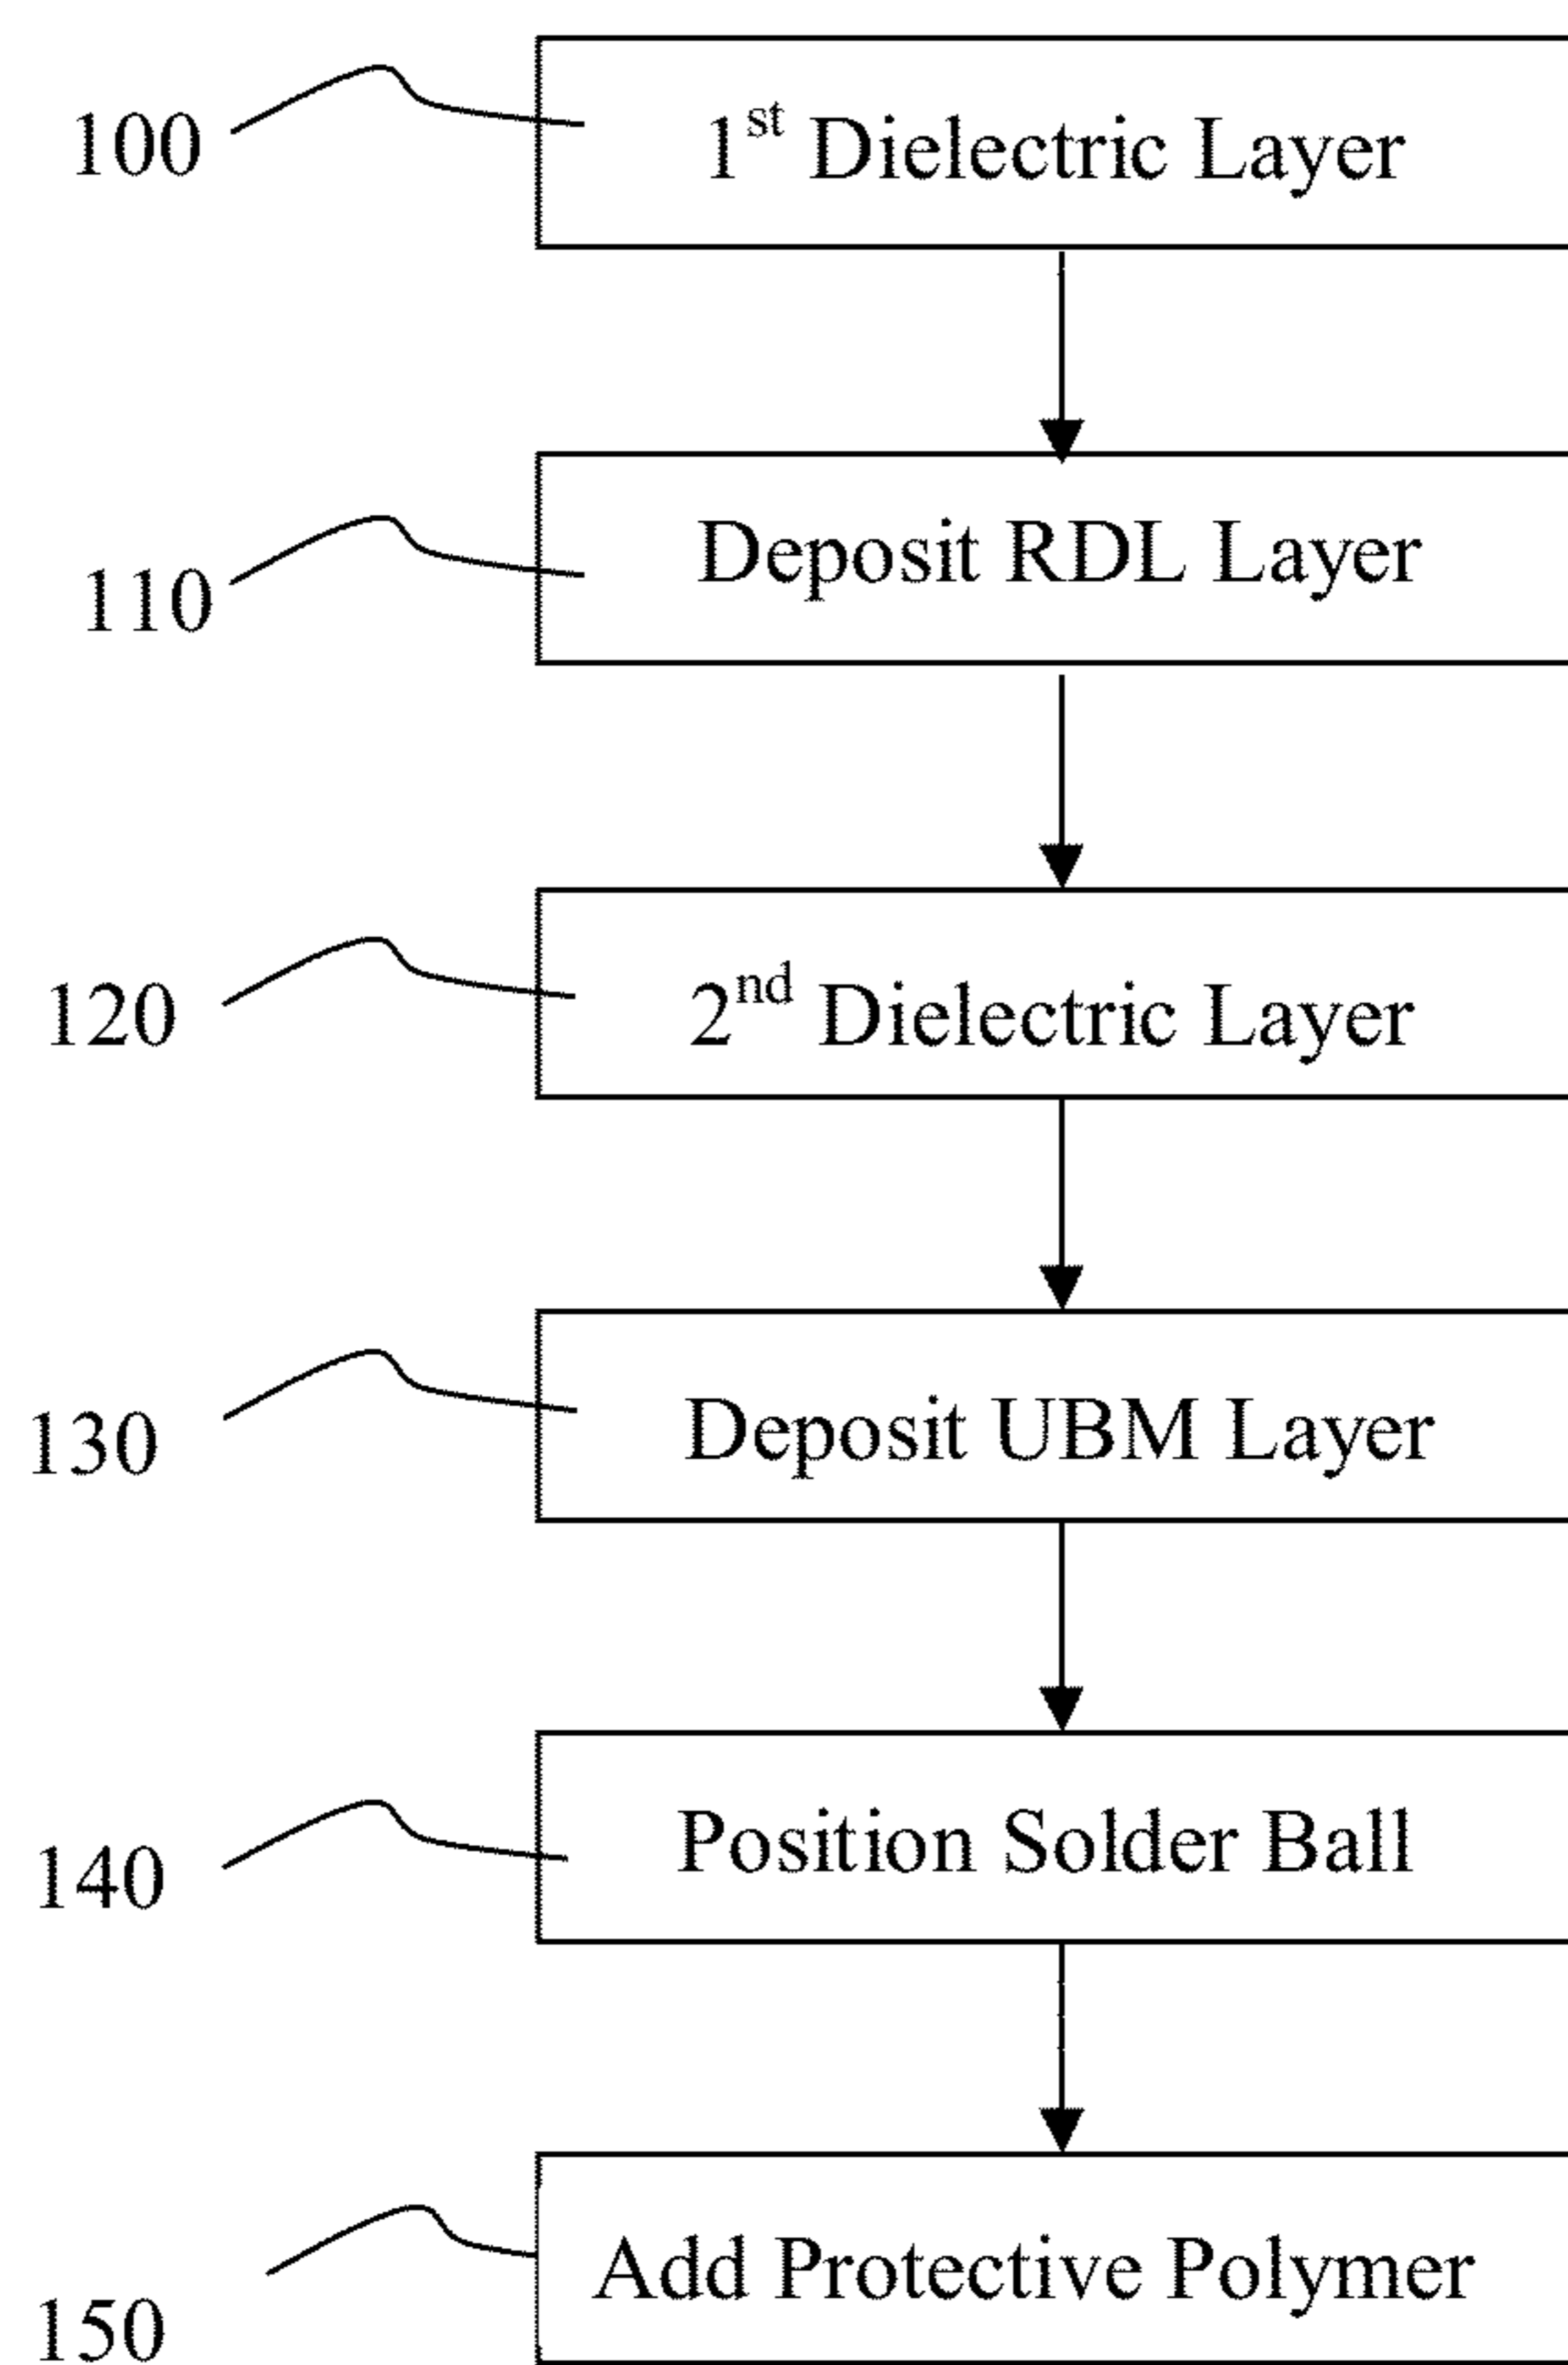 100
1st Dielectric Layer
110
Deposit RDL Layer
120
2nd Dielectric Layer
130
Deposit UBM Layer
140
Position Solder Ball
150
Add Protective Polymer